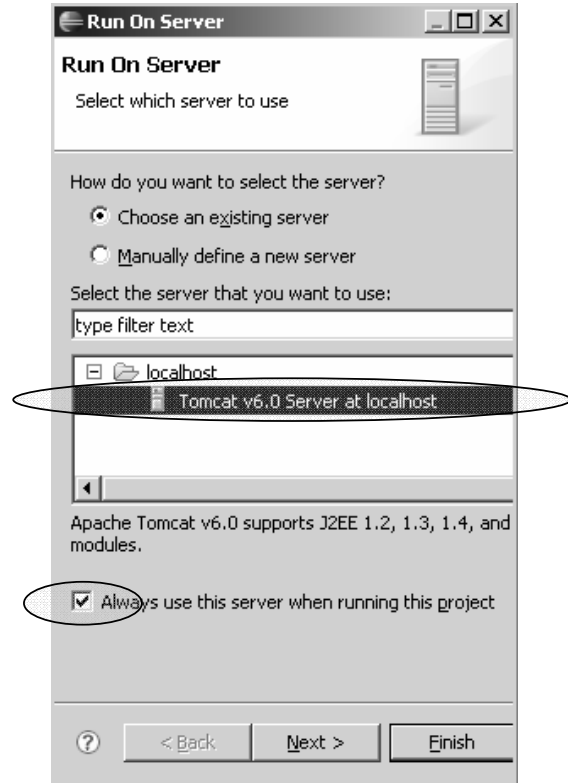 Run On Server
Run On Server
Select which server to use
How do you want to select the server?
Choose an existing server
Manually define a new server
Select the server that you want to use:
type filter text
localhost
Tomcat v6.0 Server at localhost
Apache Tomcat v6.0 supports J2EE 1.2, 1.3, 1.4, and
modules.
Always use this server when running this project
? < Back Next > Finish